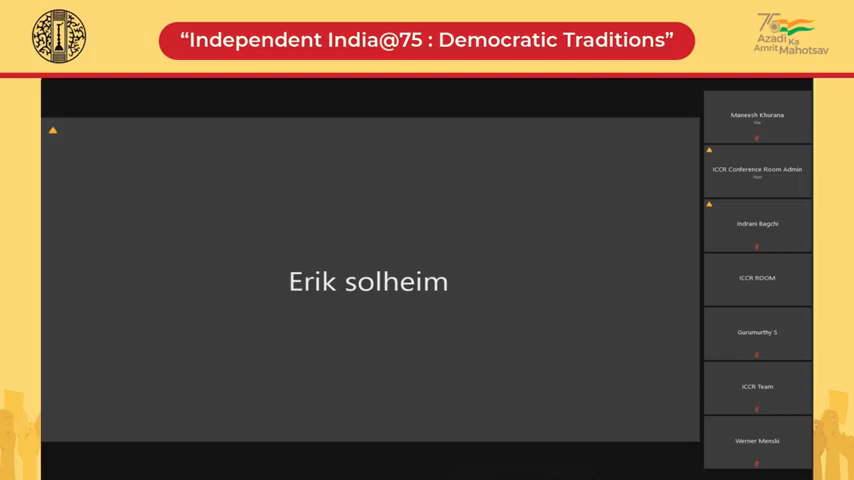 “Independent India@75 : Democratic Traditions”
75
Azadi
Ka
Amrit Mahotsav
Erik solheim
Maneesh Khurana
ICCR Conference Room Admin
Indrani Bagchi
ICCR ROOM
Gurumurthy S
ICCR Team
Werner Menski